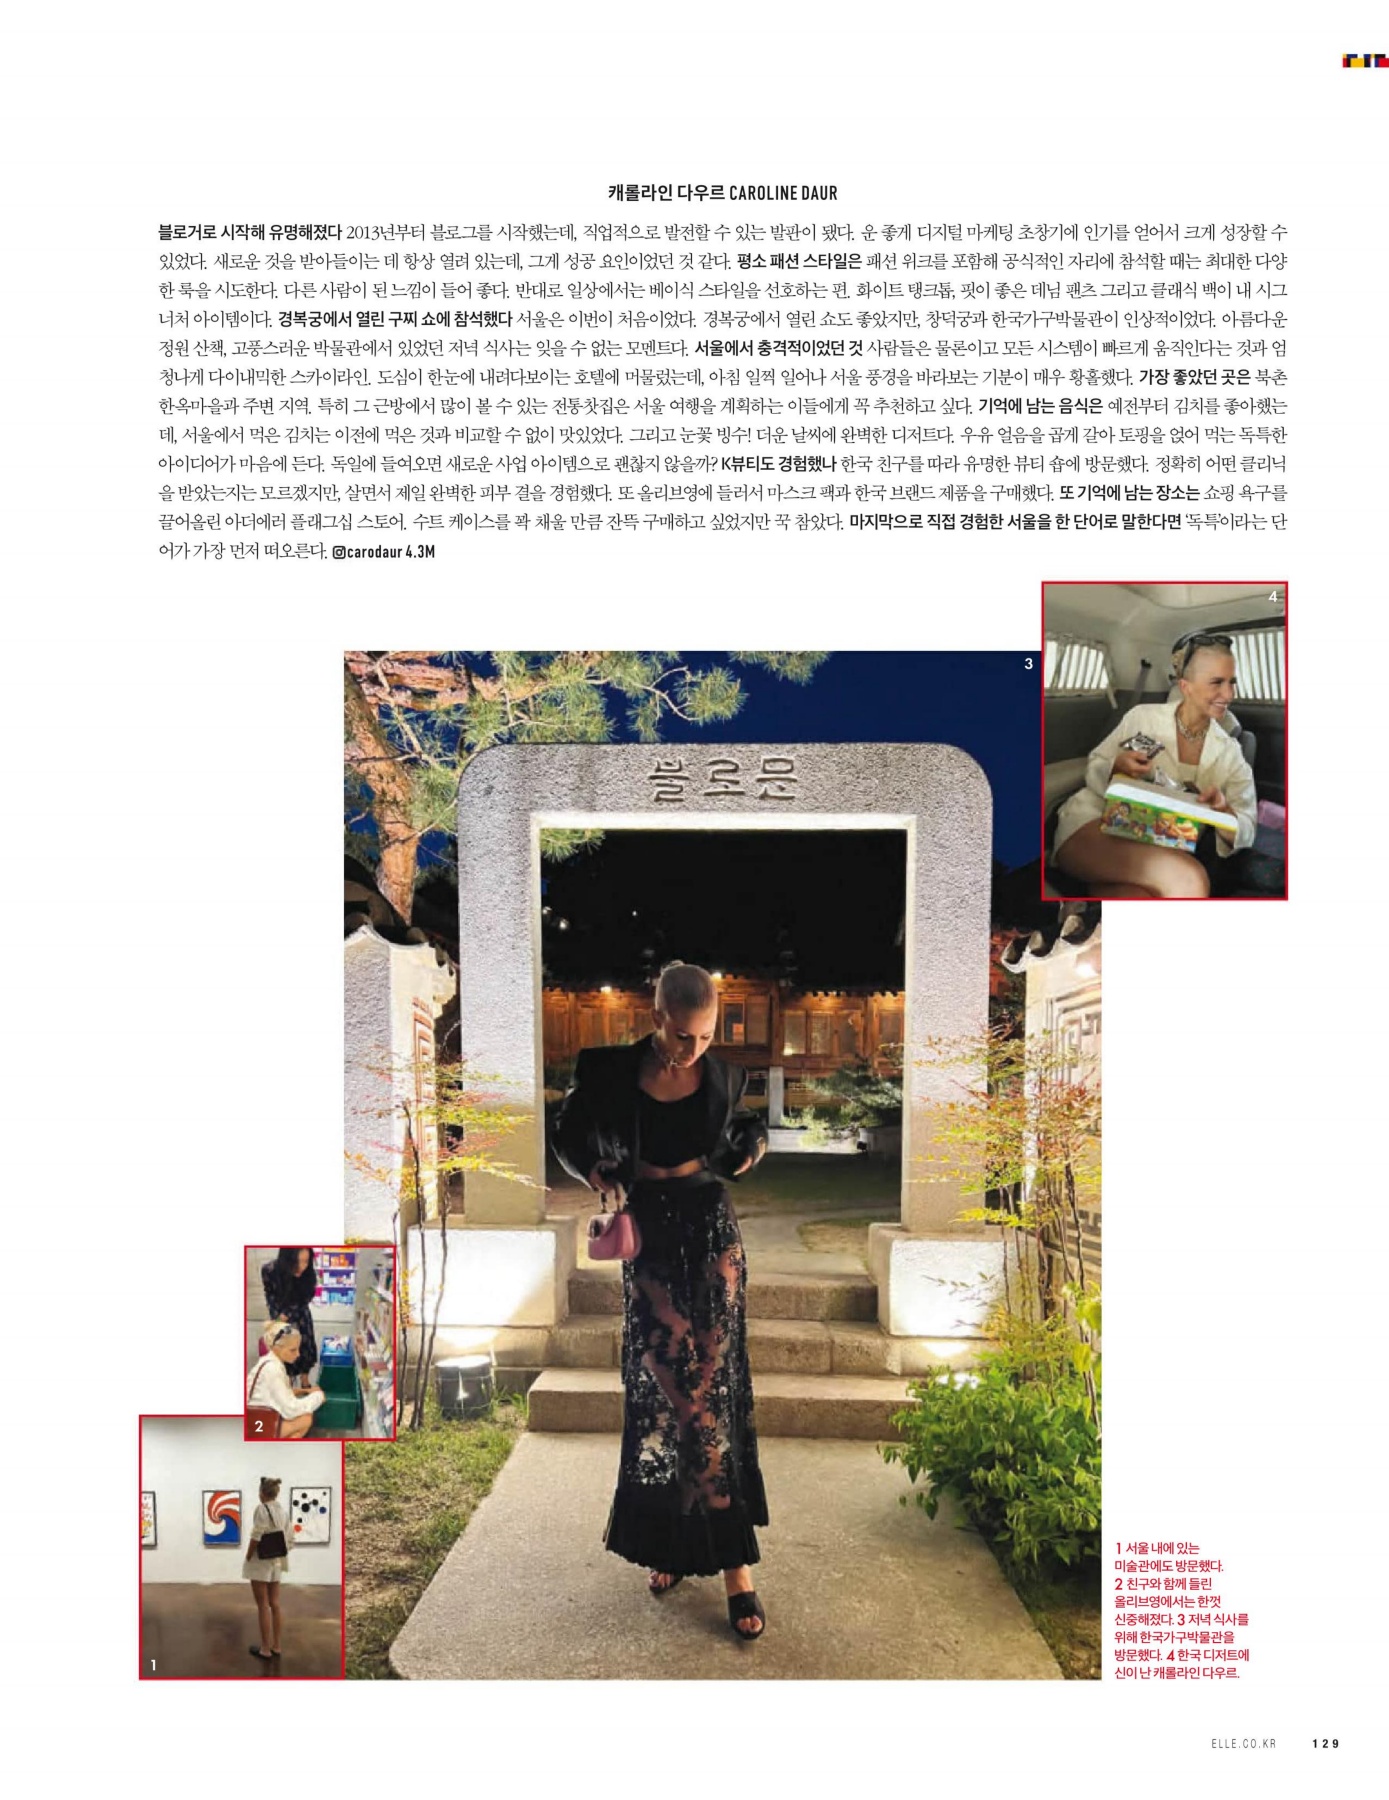 캐롤라인 다우르 CAROLINE DAUR
블로거로 시작해 유명해졌다 2013년부터 블로그를 시작했는데, 직업적으로 발전할 수 있는 발판이 됐다. 운 좋게 디지털 마케팅 초창기에 인기를 얻어서 크게 성장할 수
있었다. 새로운 것을 받아들이는 데 항상 열려 있는데, 그게 성공 요인이었던 것 같다. 평소 패션 스타일은 패션 위크를 포함해 공식적인 자리에 참석할 때는 최대한 다양
한 룩을 시도한다. 다른 사람이 된 느낌이 들어 좋다. 반대로 일상에서는 베이식 스타일을 선호하는 편. 화이트 탱크톱, 핏이 좋은 데님 팬츠 그리고 클래식 백이 내 시그
너처 아이템이다. 경복궁에서 열린 구찌 쇼에 참석했다 서울은 이번이 처음이었다. 경복궁에서 열린 쇼도 좋았지만, 창덕궁과 한국가구박물관이 인상적이었다. 아름다운
정원 산책, 고풍스러운 박물관에서 있었던 저녁 식사는 잊을 수 없는 모멘트다. 서울에서 충격적이었던 것 사람들은 물론이고 모든 시스템이 빠르게 움직인다는 것과 엄
청나게 다이내믹한 스카이라인. 도심이 한눈에 내려다보이는 호텔에 머물렀는데, 아침 일찍 일어나 서울 풍경을 바라보는 기분이 매우 황홀했다. 가장 좋았던 곳은 북촌
한옥마을과 주변 지역. 특히 그 근방에서 많이 볼 수 있는 전통찻집은 서울 여행을 계획하는 이들에게 꼭 추천하고 싶다. 기억에 남는 음식은 예전부터 김치를 좋아했는
데, 서울에서 먹은 김치는 이전에 먹은 것과 비교할 수 없이 맛있었다. 그리고 눈꽃 빙수! 더운 날씨에 완벽한 디저트다. 우유 얼음을 곱게 갈아 토핑을 얹어 먹는 독특한
아이디어가 마음에 든다. 독일에 들여오면 새로운 사업 아이템으로 괜찮지 않을까? K뷰티도 경험했나 한국 친구를 따라 유명한 뷰티 숍에 방문했다. 정확히 어떤 클리닉
을 받았는지는 모르겠지만, 살면서 제일 완벽한 피부 결을 경험했다. 또 올리브영에 들러서 마스크 팩과 한국 브랜드 제품을 구매했다. 또 기억에 남는 장소는 쇼핑 욕구를
끌어올린 아더에러 플래그십 스토어. 수트 케이스를 꽉 채울 만큼 잔뜩 구매하고 싶었지만 꾹 참았다. 마지막으로 직접 경험한 서울을 한 단어로 말한다면 '독특'이라는 단
어가 가장 먼저 떠오른다. @carodaur 4.3M
4
3
불로문
2
1
1 서울 내에 있는
미술관에도 방문했다.
2 친구와 함께 들린
올리브영에서는 한껏
신중해졌다. 3 저녁 식사를
위해 한국가구박물관을
방문했다. 4 한국 디저트에
신이 난 캐롤라인 다우르.
ELLE.CO.KR 129